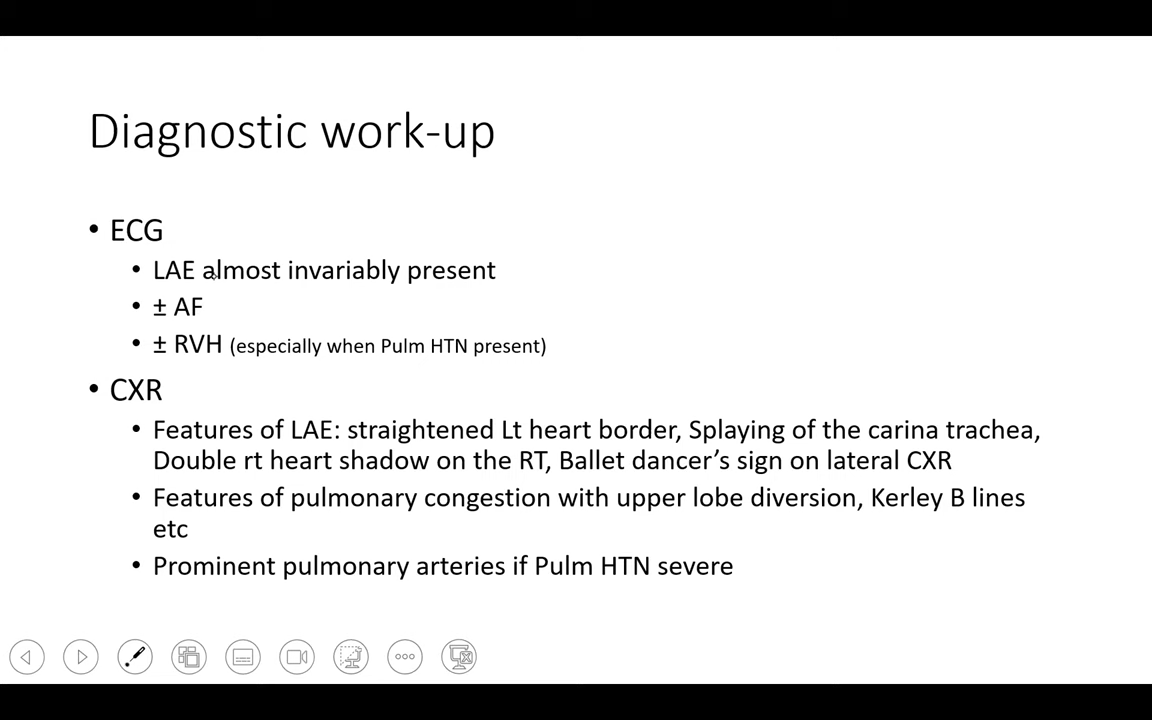 Diagnostic work-up
• ECG
• LAE almost invariably present
• ± AF
• ± RVH (especially when Pulm HTN present)
• CXR
• Features of LAE: straightened Lt heart border, Splaying of the carina trachea,
Double rt heart shadow on the RT, Ballet dancer’s sign on lateral CXR
• Features of pulmonary congestion with upper lobe diversion, Kerley B lines
etc
• Prominent pulmonary arteries if Pulm HTN severe